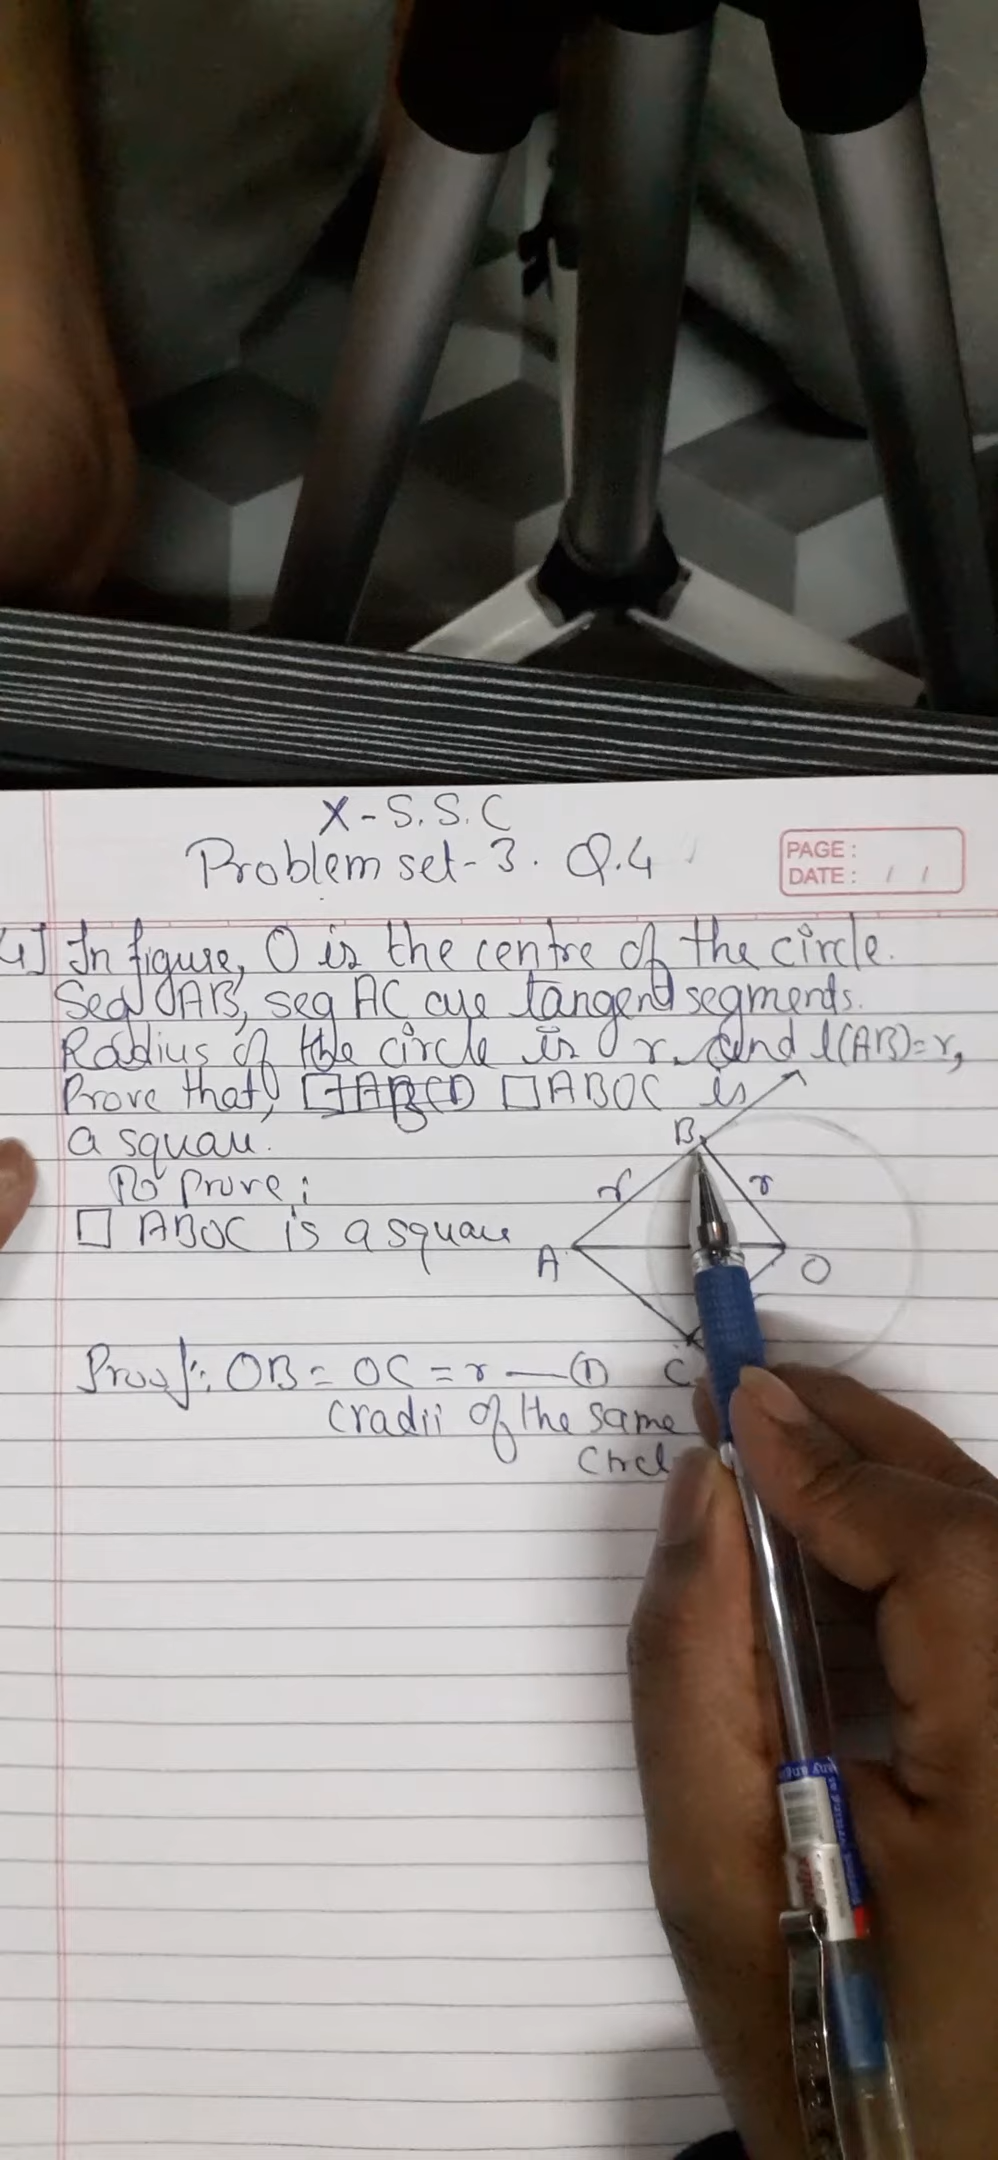 X - S.S.C
Problem set-3. Q.4
PAGE :
DATE : / /
4] In figure, O is the centre of the circle.
Seg AB, seg AC are tangent segments.
Radius of the circle is r. and l(AB)=r,
Prove that, □ABCD □ABOC is
a square.
To prove:
□ ABOC is a square
B
r r
A O
C
Proof: OB = OC = r — (1)
(radii of the same